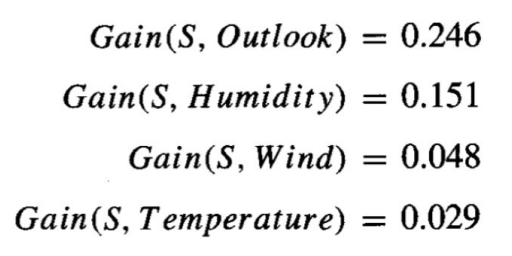 Gain(S, Outlook) = 0.246
Gain(S, Humidity) = 0.151
Gain(S, Wind) = 0.048
Gain(S, Temperature) = 0.029